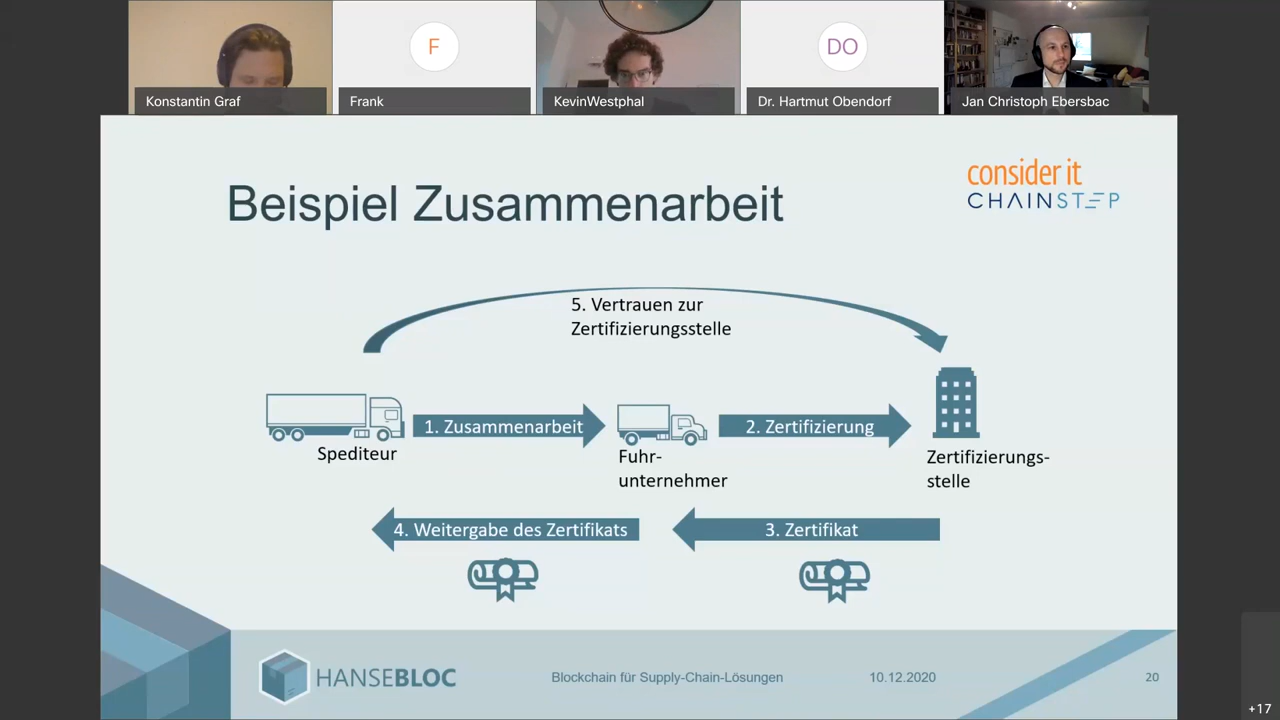 Konstantin Graf
F
Frank
KevinWestphal
DO
Dr. Hartmut Obendorf
Jan Christoph Ebersbac
consider it
CHAINSTEP
Beispiel Zusammenarbeit
5. Vertrauen zur
Zertifizierungsstelle
1. Zusammenarbeit
2. Zertifizierung
Spediteur
Fuhr-
unternehmer
Zertifizierungs-
stelle
4. Weitergabe des Zertifikats
3. Zertifikat
HANSEBLOC
Blockchain für Supply-Chain-Lösungen
10.12.2020
20
+17